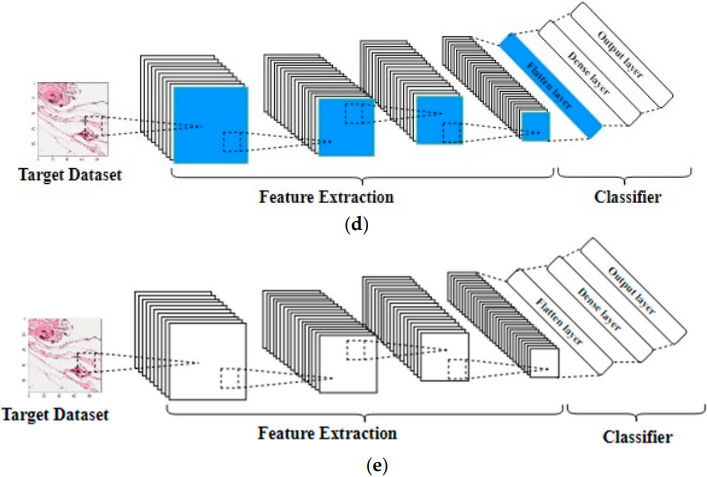 Output layer
Dense layer
Flatten layer
Target Dataset
Feature Extraction
Classifier
(d)
Output layer
Dense layer
Flatten layer
Target Dataset
Feature Extraction
Classifier
(e)